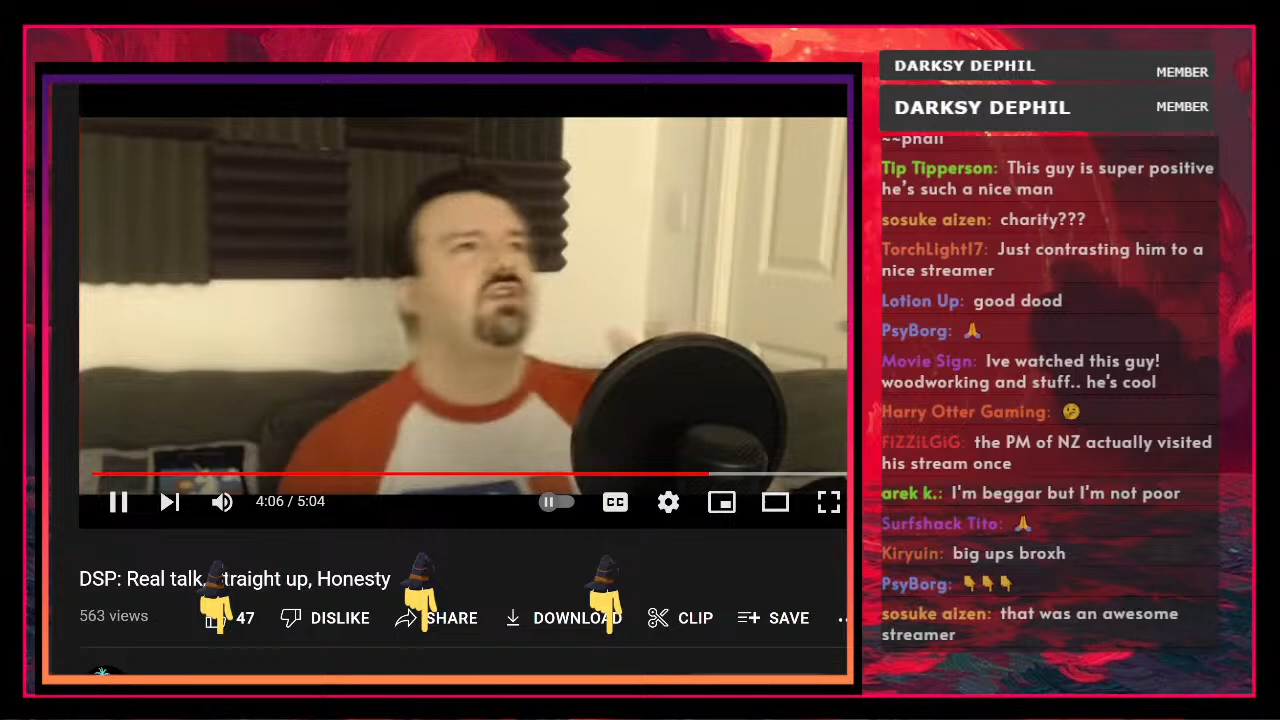 DARKSY DEPHIL
MEMBER
DARKSY DEPHIL
MEMBER
~~phail
Tip Tipperson: This guy is super positive
he's such a nice man
sosuke aizen: charity???
TorchLight17: Just contrasting him to a
nice streamer
Lotion Up: good dood
PsyBorg: 🙏
Movie Sign: Ive watched this guy!
woodworking and stuff.. he's cool
Harry Otter Gaming: 🤔
FiZZiLGiG: the PM of NZ actually visited
his stream once
arek k.: I'm beggar but I'm not poor
Surfshack Tito: 🙏
Kiryuin: big ups broxh
PsyBorg: 👇👇👇
sosuke aizen: that was an awesome
streamer
4:06 / 5:04
CC
DSP: Real talk, straight up, Honesty
563 views
47
DISLIKE
SHARE
DOWNLOAD
CLIP
SAVE